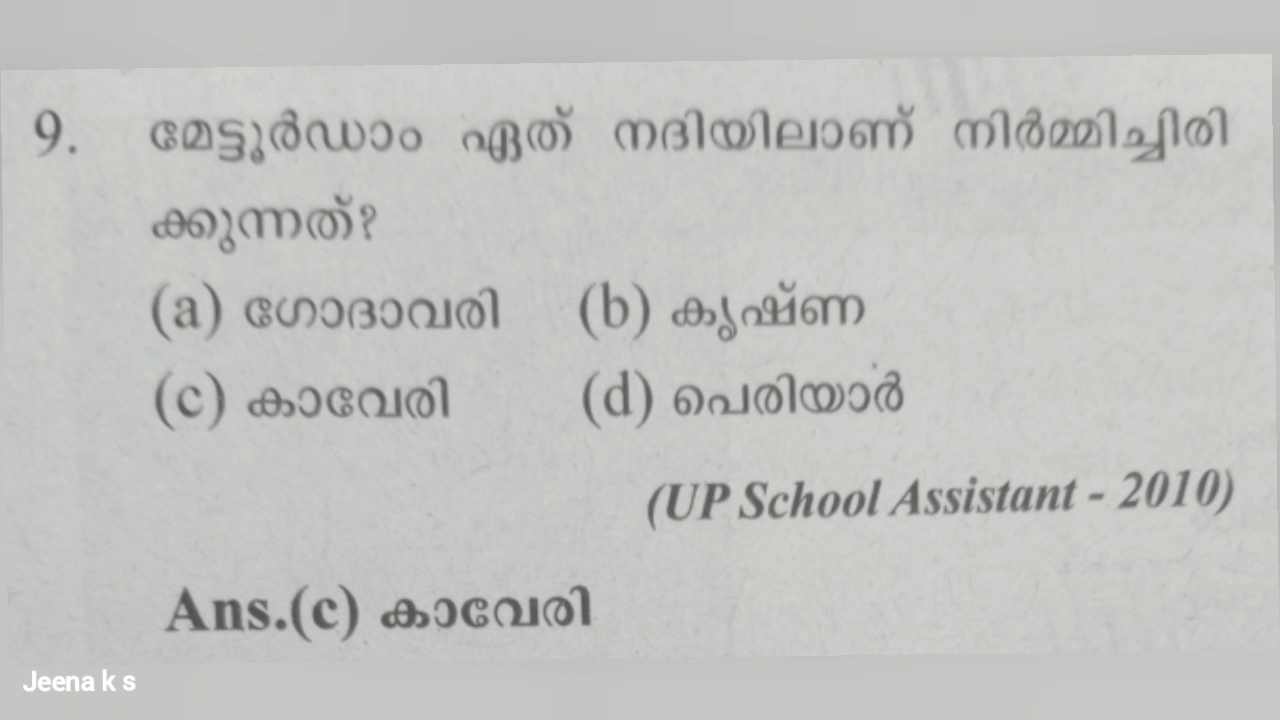 9. മേട്ടൂർഡാം ഏത് നദിയിലാണ് നിർമ്മിച്ചിരി
ക്കുന്നത്?
(a) ഗോദാവരി (b) കൃഷ്ണ
(c) കാവേരി (d) പെരിയാർ
(UP School Assistant - 2010)
Ans.(c) കാവേരി
Jeena k s